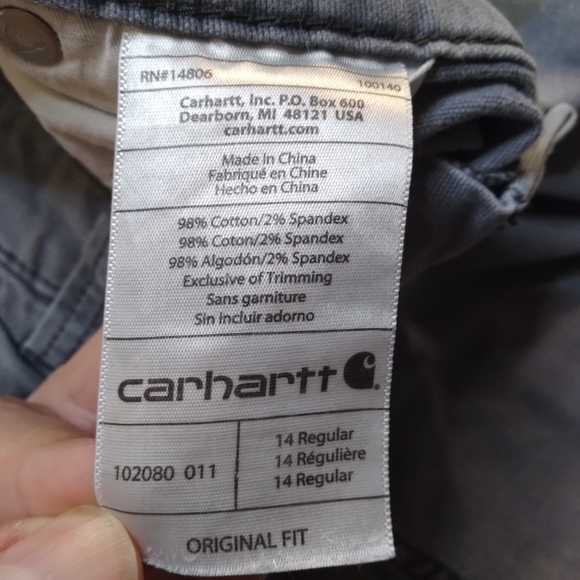 RN#14806
100140
Carhartt, Inc. P.O. Box 600
Dearborn, MI 48121 USA
carhartt.com
Made in China
Fabriqué en Chine
Hecho en China
98% Cotton/2% Spandex
98% Coton/2% Spandex
98% Algodón/2% Spandex
Exclusive of Trimming
Sans garniture
Sin incluir adorno
carhartt
102080 011
14 Regular
14 Régulière
14 Regular
ORIGINAL FIT